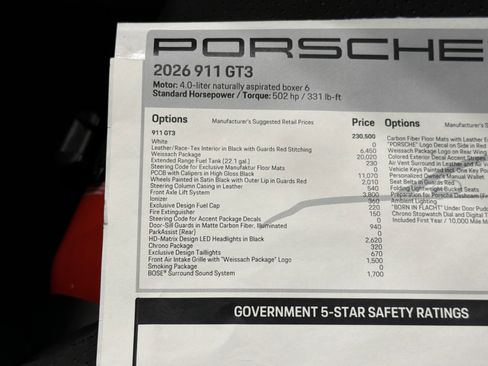 PORSCHE
2026 911 GT3
Motor: 4.0-liter naturally aspirated boxer 6
Standard Horsepower / Torque: 502 hp / 331 lb-ft
Options Manufacturer's Suggested Retail Prices Price
911 GT3 230,500
White 0
Leather/Race-Tex Interior in Black with Guards Red Stitching 6,450
Weissach Package 20,020
Extended Range Fuel Tank (22.1 gal.) 230
Steering Code for Exclusive Manufaktur Floor Mats 0
PCCB with Calipers in High Gloss Black 11,070
Wheels Painted in Satin Black with Outer Lip in Guards Red 2,010
Steering Column Casing in Leather 540
Front Axle Lift System 3,800
Ionizer 360
Exclusive Design Fuel Cap 220
Fire Extinguisher 150
Steering Code for Accent Package Decals 0
Door-Sill Guards in Matte Carbon Fiber, Illuminated 940
ParkAssist (Rear) 0
HD-Matrix Design LED Headlights in Black 2,620
Chrono Package 320
Exclusive Design Taillights 670
Front Air Intake Grille with "Weissach Package" Logo 1,500
Smoking Package 0
BOSE® Surround Sound System 1,700
Options Manufacturer's
Carbon Fiber Floor Mats with Leather
"PORSCHE" Logo Decal on Side in Red
Weissach Package Logo on Rear Wing
Colored Exterior Decal Accent Stripes
Air Vent Surround in Leather and Air
Vehicle Keys Painted incl. One Key
Personalized Owner's Manual Wallet
Seat Belts in Guards Red
Folding Lightweight Bucket Seats
Preparation for Porsche Dashcam
Ambient Lighting
"BORN IN FLACHT" Under Door
Chrono Stopwatch Dial and Digital
Included First Year / 10,000 Mile
GOVERNMENT 5-STAR SAFETY RATINGS